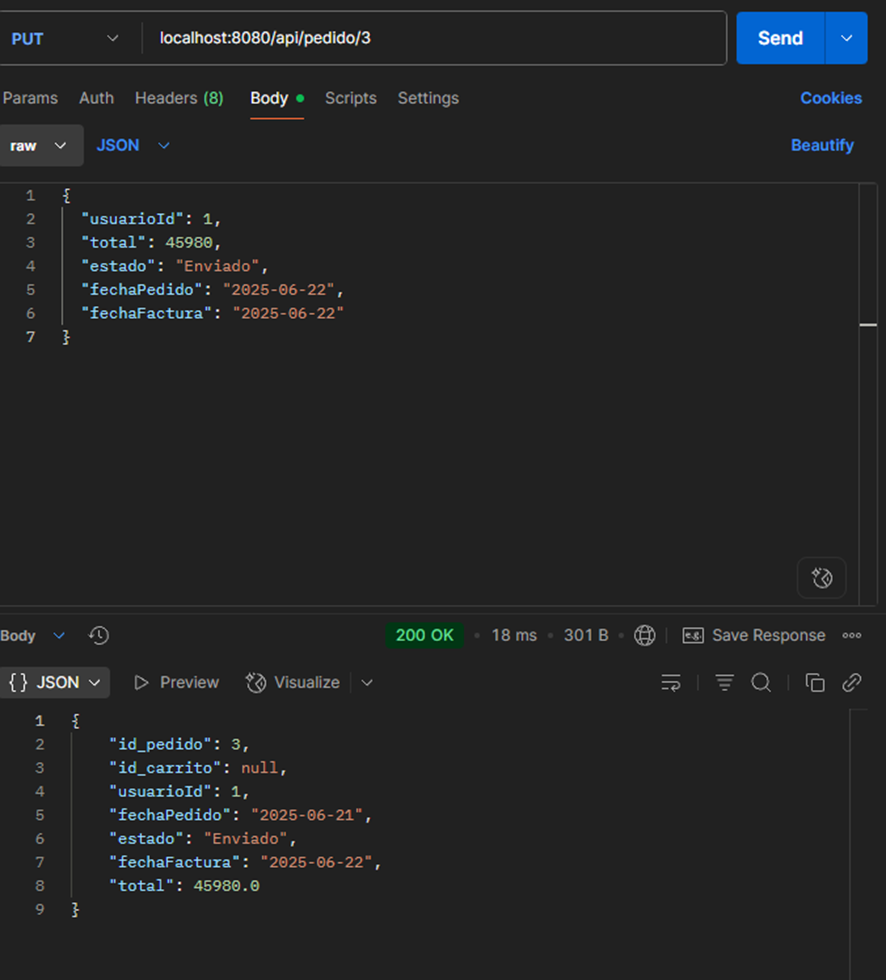 PUT localhost:8080/api/pedido/3 Send
Params Auth Headers (8) Body Scripts Settings Cookies
raw JSON Beautify
1 {
2 "usuarioId": 1,
3 "total": 45980,
4 "estado": "Enviado",
5 "fechaPedido": "2025-06-22",
6 "fechaFactura": "2025-06-22"
7 }
Body 200 OK • 18 ms • 301 B • e.g. Save Response
{} JSON Preview Visualize
1 {
2 "id_pedido": 3,
3 "id_carrito": null,
4 "usuarioId": 1,
5 "fechaPedido": "2025-06-21",
6 "estado": "Enviado",
7 "fechaFactura": "2025-06-22",
8 "total": 45980.0
9 }